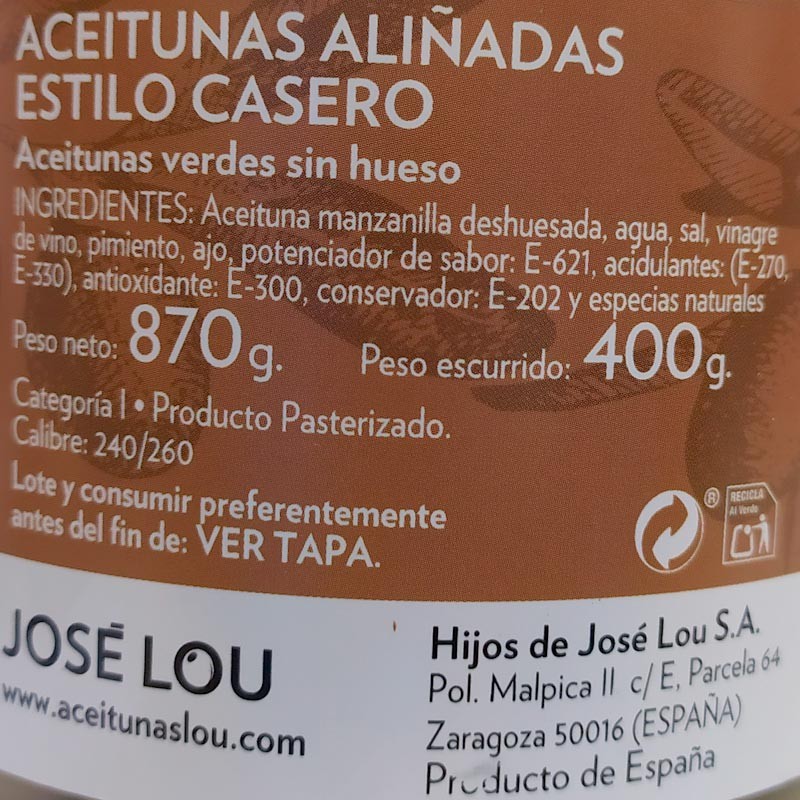 ACEITUNAS ALIÑADAS
ESTILO CASERO
Aceitunas verdes sin hueso
INGREDIENTES: Aceituna manzanilla deshuesada, agua, sal, vinagre
de vino, pimiento, ajo, potenciador de sabor: E-621, acidulantes: (E-270,
E-330), antioxidante: E-300, conservador: E-202 y especias naturales
Peso neto: 870g. Peso escurrido: 400g.
Categoría I • Producto Pasterizado.
Calibre: 240/260
Lote y consumir preferentemente
antes del fin de: VER TAPA.
® RECICLA
Al Verde
JOSÉ LOU
www.aceitunaslou.com
Hijos de José Lou S.A.
Pol. Malpica II c/ E, Parcela 64
Zaragoza 50016 (ESPAÑA)
Producto de España